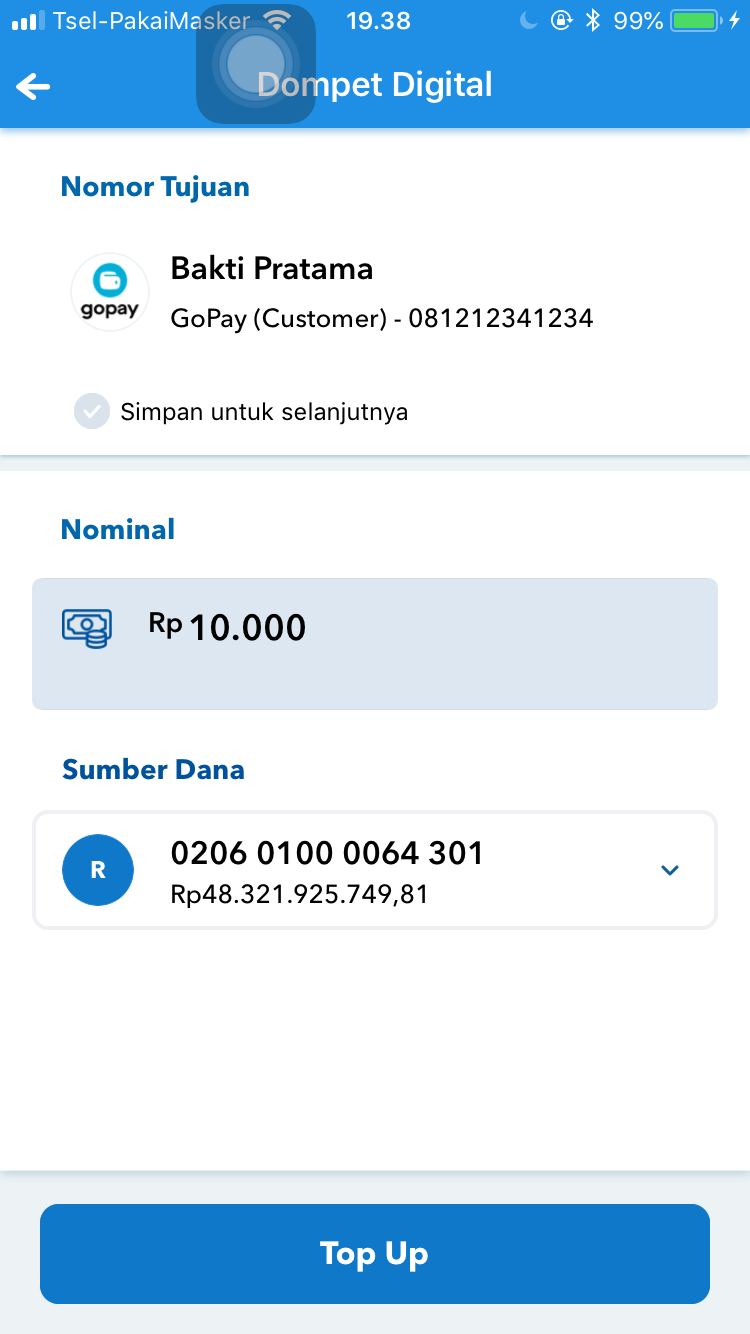 Tsel-PakaiMasker 19.38 99%
Dompet Digital
Nomor Tujuan
Bakti Pratama
gopay
GoPay (Customer) - 081212341234
Simpan untuk selanjutnya
Nominal
Rp 10.000
Sumber Dana
R
0206 0100 0064 301
Rp48.321.925.749,81
Top Up